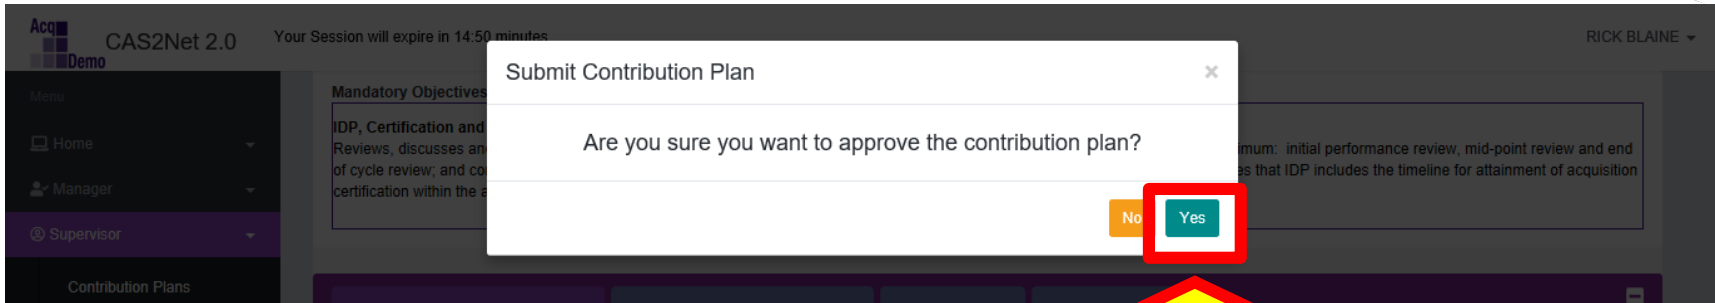 Acq
Demo
CAS2Net 2.0
Your Session will expire in 14:50 minutes
RICK BLAINE
Submit Contribution Plan
×
Menu
Mandatory Objectives
IDP, Certification and
Home
Are you sure you want to approve the contribution plan?
Reviews, discusses an
imum: initial performance review, mid-point review and end
of cycle review; and co
es that IDP includes the timeline for attainment of acquisition
Manager
certification within the a
No
Yes
Supervisor
Contribution Plans